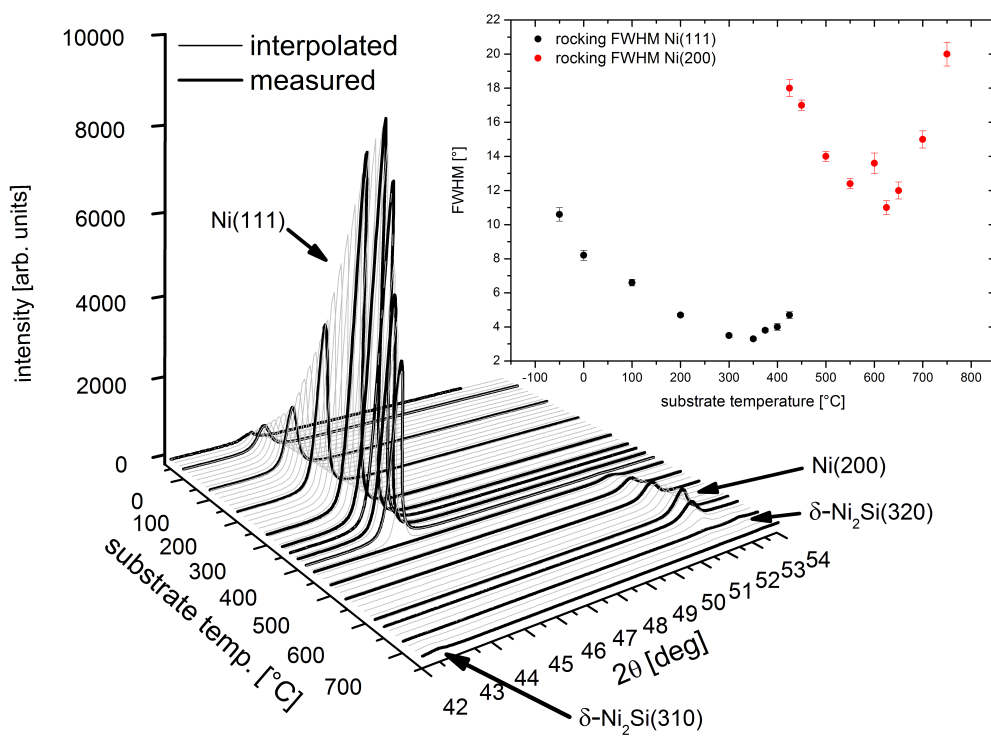 10000
8000
6000
4000
2000
0
intensity [arb. units]
interpolated
measured
Ni(111)
22
20
18
16
14
12
10
8
6
4
2
FWHM [°]
rocking FWHM Ni(111)
rocking FWHM Ni(200)
-100 0 100 200 300 400 500 600 700 800
substrate temperature [°C]
Ni(200)
δ-Ni₂Si(320)
0
100
200
300
400
500
600
700
substrate temp. [°C]
42 43 44 45 46 47 48 49 50 51 52 53 54
2θ [deg]
δ-Ni₂Si(310)